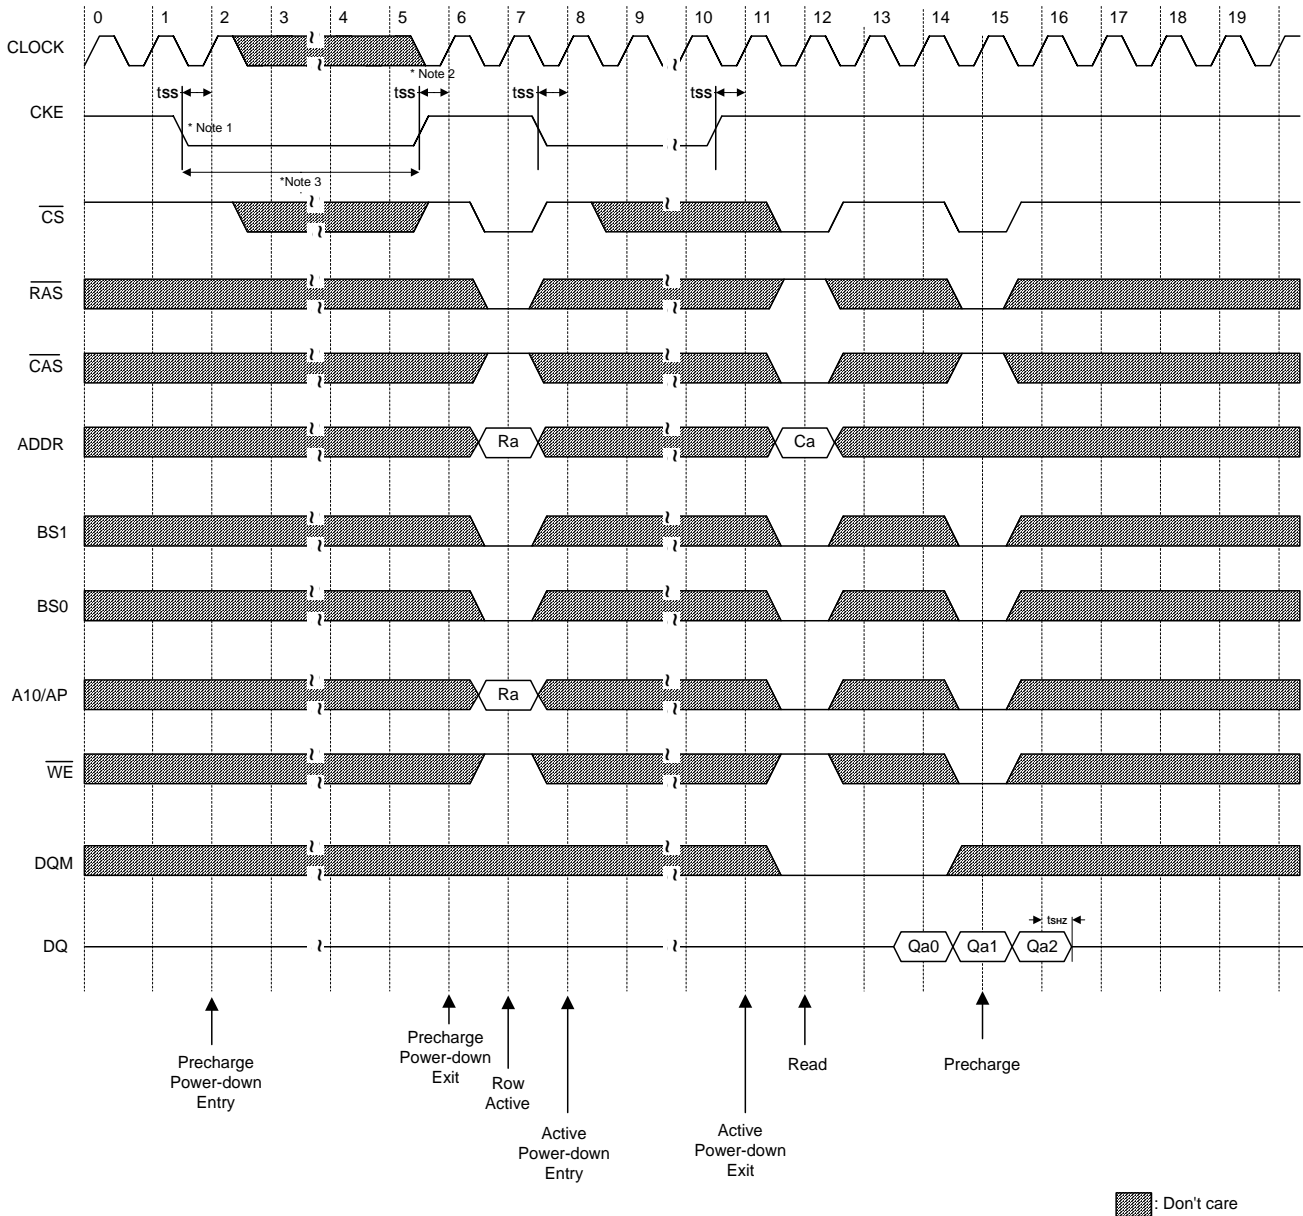 0 1 2 3 4 5 6 7 8 9 10 11 12 13 14 15 16 17 18 19
CLOCK
* Note 2
tss tss tss tss
CKE
* Note 1
*Note 3
CS
RAS
CAS
ADDR Ra Ca
BS1
BS0
A10/AP Ra
WE
DQM
tSHZ
DQ Qa0 Qa1 Qa2
Precharge
Power-down
Entry
Precharge
Power-down
Exit
Row
Active
Active
Power-down
Entry
Active
Power-down
Exit
Read
Precharge
: Don't care